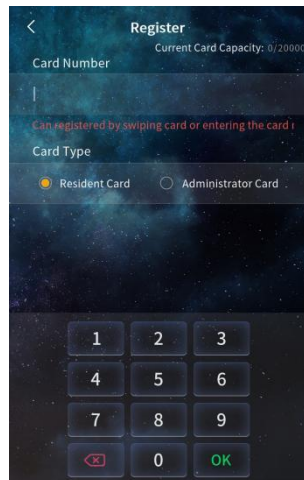 Register
Current Card Capacity: 0/20000
Card Number
Can registered by swiping card or entering the card
Card Type
Resident Card Administrator Card
1 2 3
4 5 6
7 8 9
0 OK